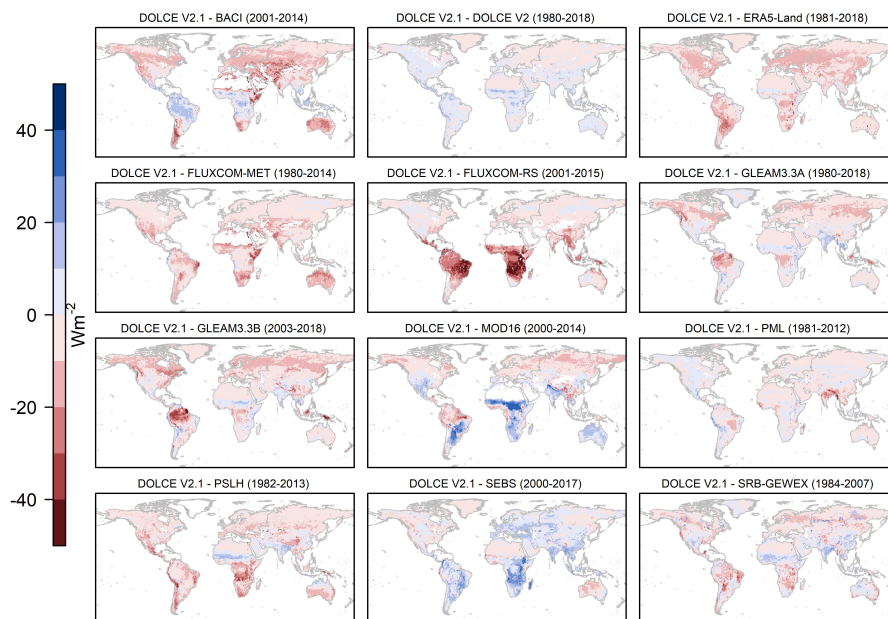 DOLCE V2.1 - BACI (2001-2014)
DOLCE V2.1 - DOLCE V2 (1980-2018)
DOLCE V2.1 - ERA5-Land (1981-2018)
DOLCE V2.1 - FLUXCOM-MET (1980-2014)
DOLCE V2.1 - FLUXCOM-RS (2001-2015)
DOLCE V2.1 - GLEAM3.3A (1980-2018)
DOLCE V2.1 - GLEAM3.3B (2003-2018)
DOLCE V2.1 - MOD16 (2000-2014)
DOLCE V2.1 - PML (1981-2012)
DOLCE V2.1 - PSLH (1982-2013)
DOLCE V2.1 - SEBS (2000-2017)
DOLCE V2.1 - SRB-GEWEX (1984-2007)
40
20
0
-20
-40
Wm⁻²